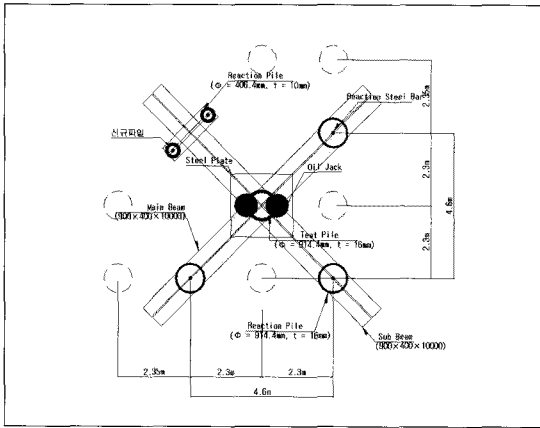 Reaction Pile
(Φ = 406.4mm, t = 10mm)
Reactine Steel Bar
신규파일
Steel Plate
Oil Jack
Main Beam
(900×400×10000)
Test Pile
(Φ = 914.4mm, t = 16mm)
Reaction Pile
(Φ = 914.4mm, t = 16mm)
Sub Beam
(900×400×10000)
2.35m
2.3m
4.6m
2.3m
2.35m
2.3m
2.3m
4.6m